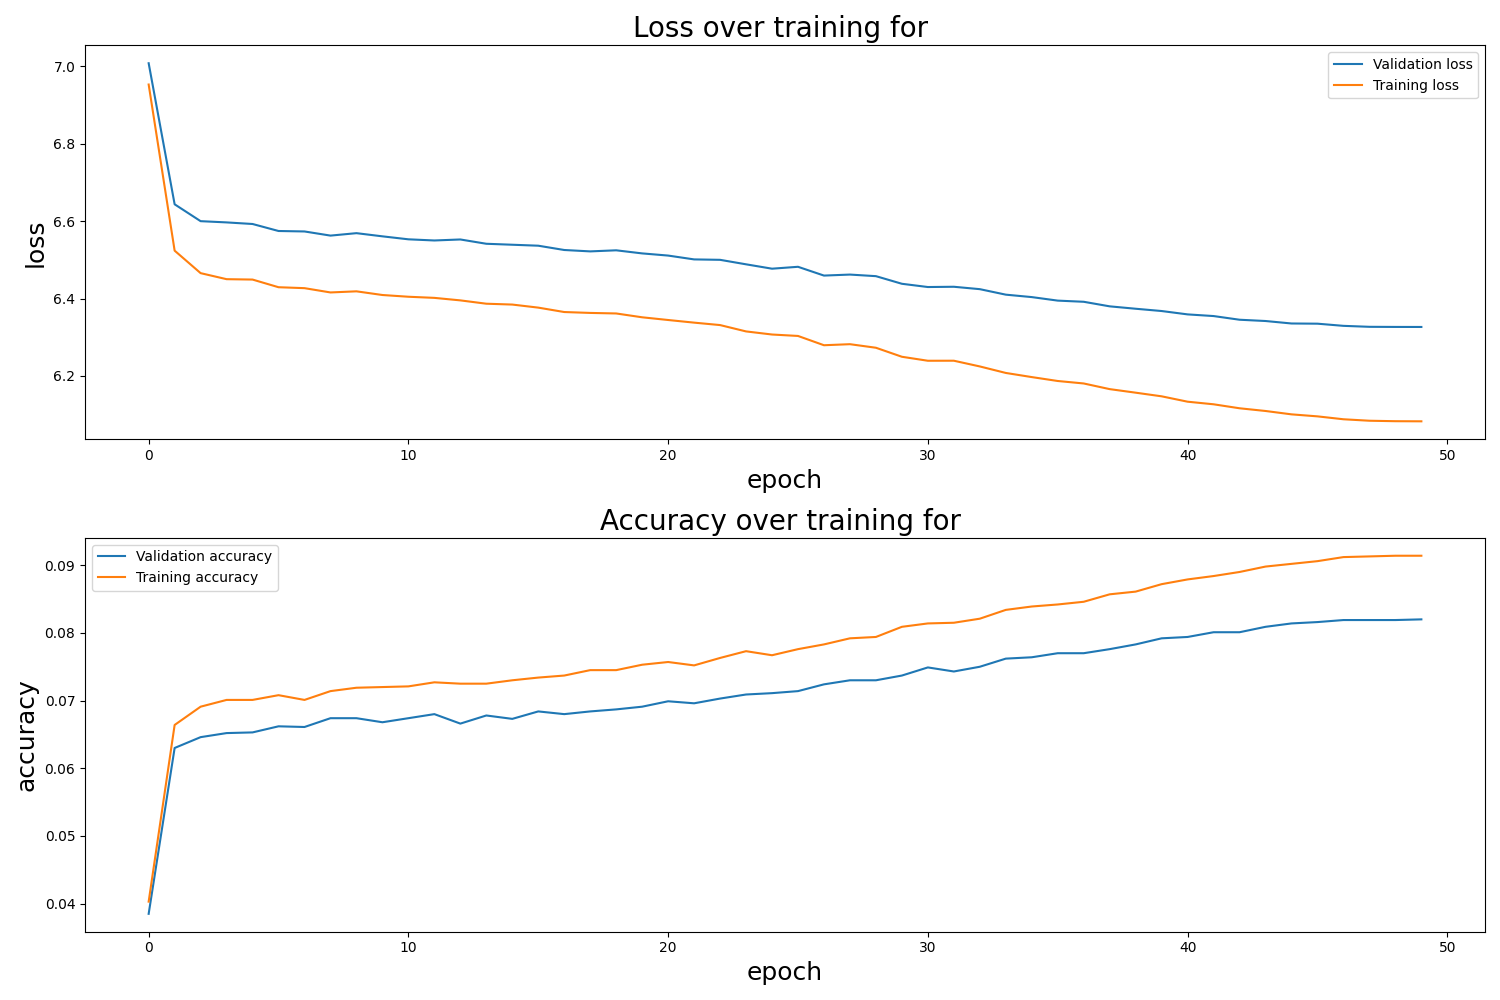 Loss over training for
Validation loss
Training loss
7.0
6.8
6.6
6.4
6.2
loss
0 10 20 30 40 50
epoch
Accuracy over training for
Validation accuracy
Training accuracy
0.09
0.08
0.07
0.06
0.05
0.04
accuracy
0 10 20 30 40 50
epoch